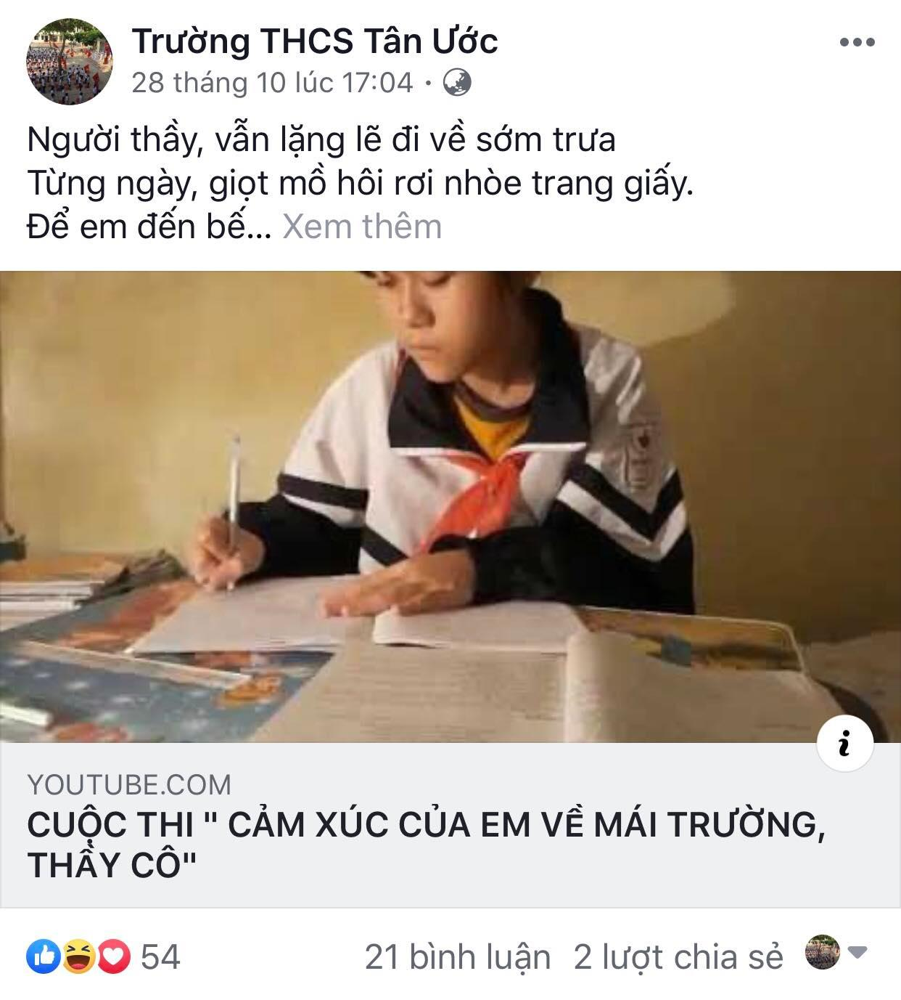 Trường THCS Tân Ước
28 tháng 10 lúc 17:04 ·
Người thầy, vẫn lặng lẽ đi về sớm trưa
Từng ngày, giọt mồ hôi rơi nhòe trang giấy.
Để em đến bế... Xem thêm
YOUTUBE.COM
CUỘC THI " CẢM XÚC CỦA EM VỀ MÁI TRƯỜNG,
THẦY CÔ"
54 21 bình luận 2 lượt chia sẻ